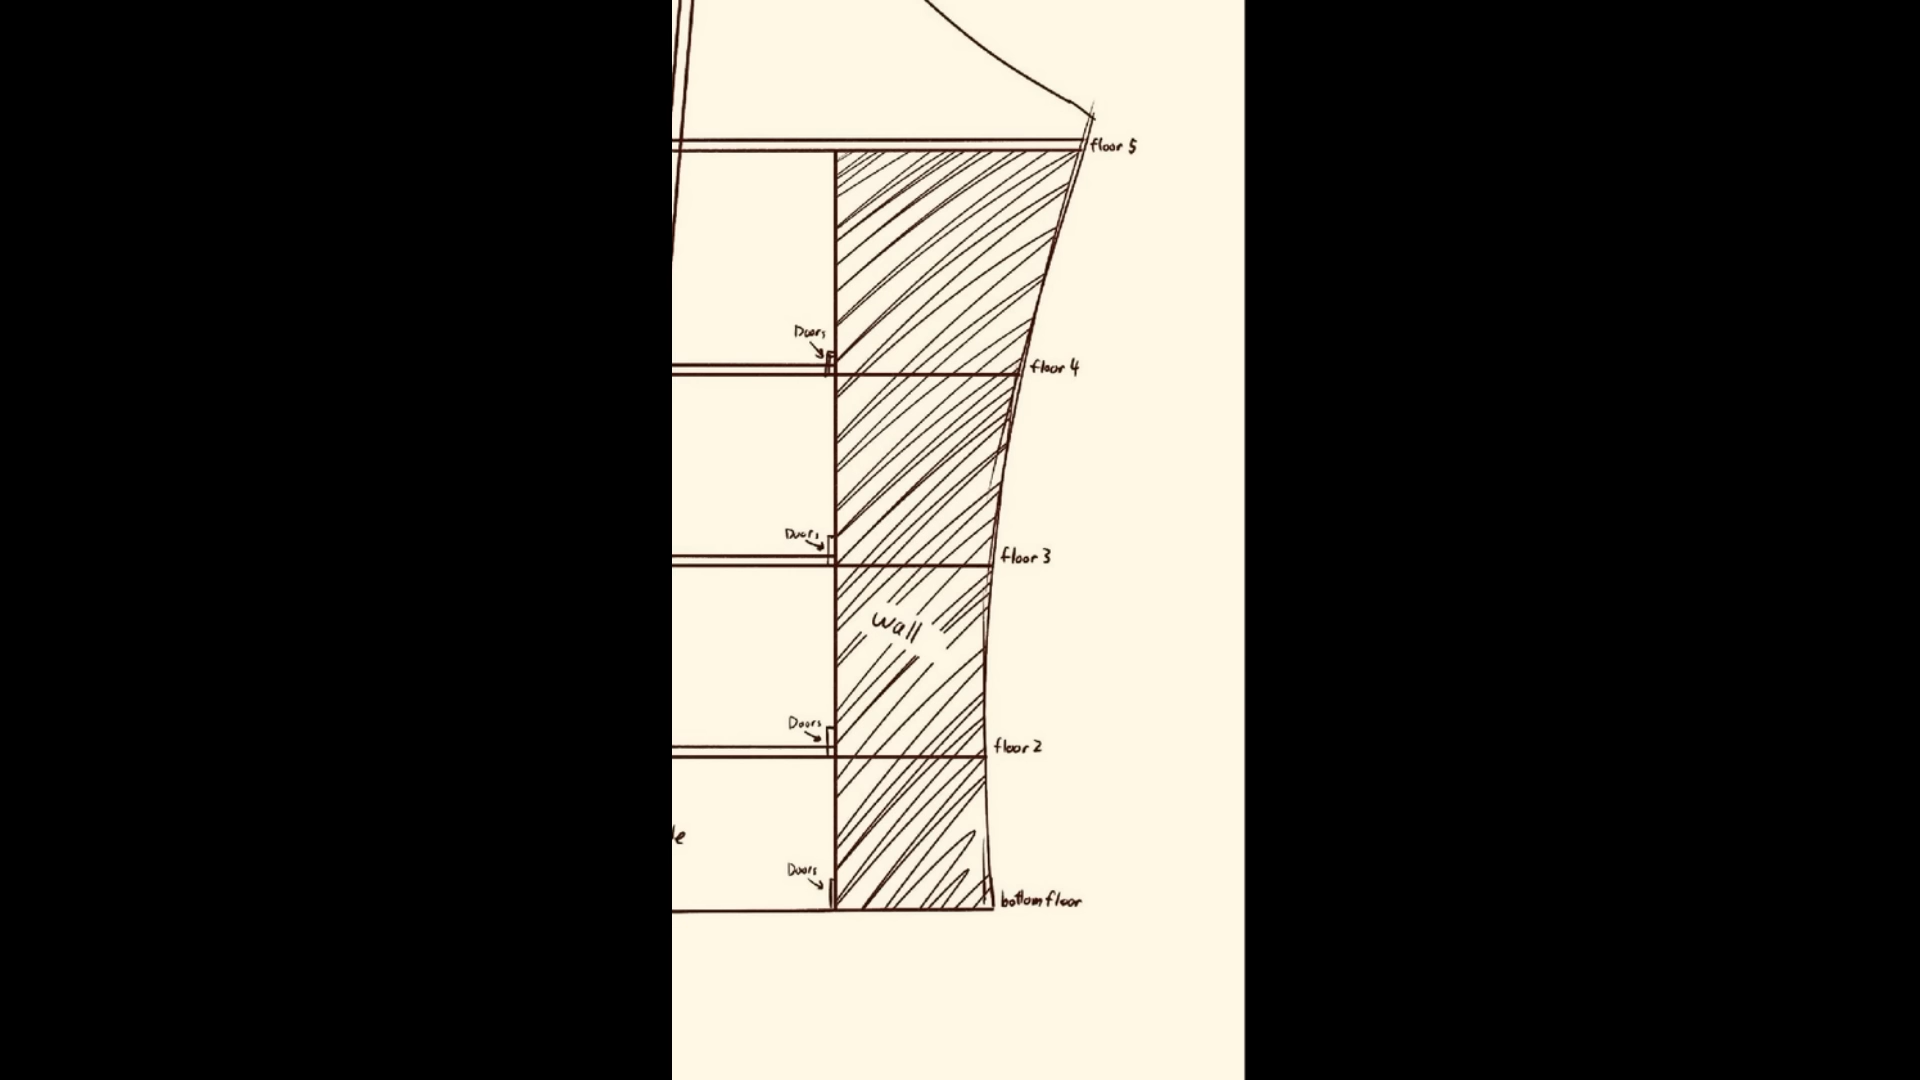 floor 5
Doors
floor 4
Doors
floor 3
wall
Doors
floor 2
Doors
bottom floor